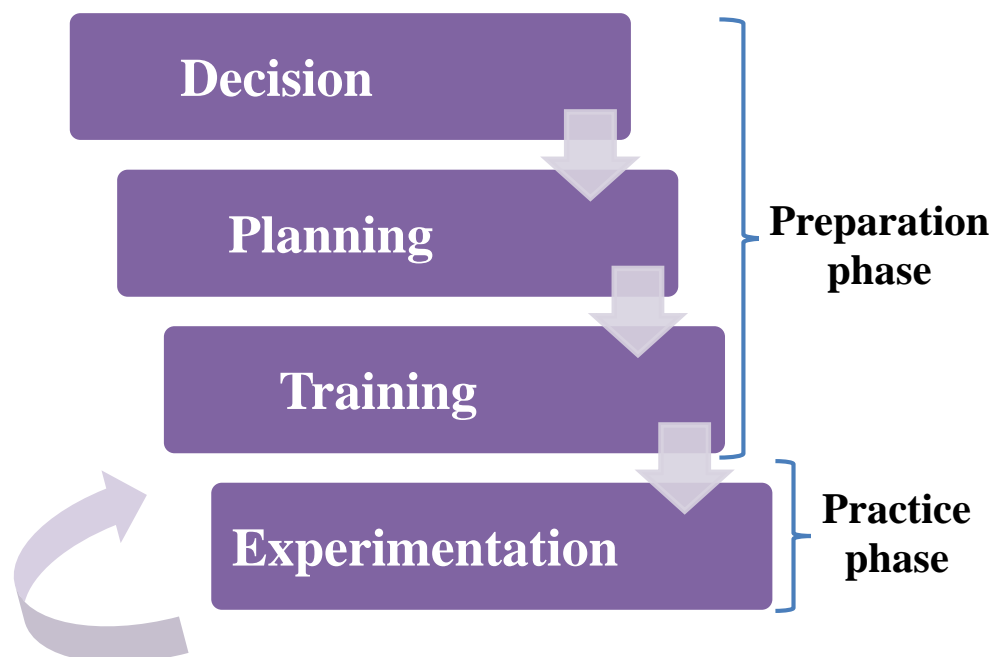 Decision
Planning
Preparation
phase
Training
Experimentation
Practice
phase